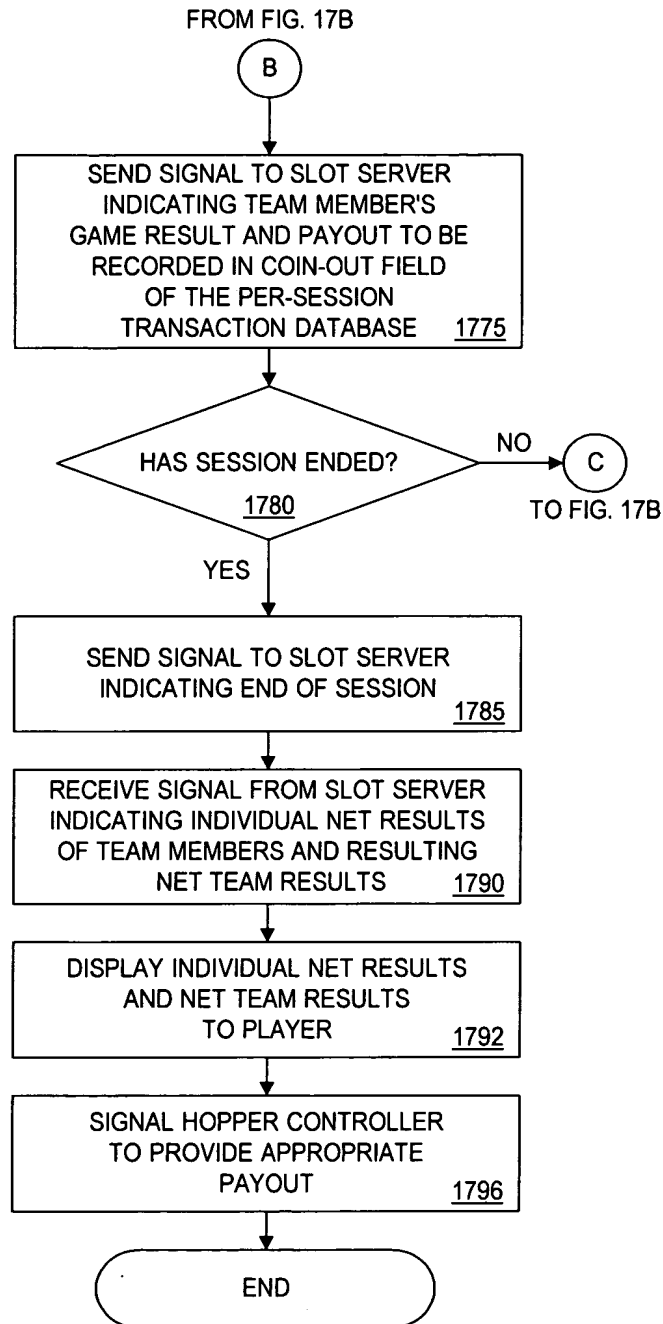 FROM FIG. 17B
B
SEND SIGNAL TO SLOT SERVER
INDICATING TEAM MEMBER'S
GAME RESULT AND PAYOUT TO BE
RECORDED IN COIN-OUT FIELD
OF THE PER-SESSION
TRANSACTION DATABASE 1775
HAS SESSION ENDED?
1780
NO
C
TO FIG. 17B
YES
SEND SIGNAL TO SLOT SERVER
INDICATING END OF SESSION
1785
RECEIVE SIGNAL FROM SLOT SERVER
INDICATING INDIVIDUAL NET RESULTS
OF TEAM MEMBERS AND RESULTING
NET TEAM RESULTS 1790
DISPLAY INDIVIDUAL NET RESULTS
AND NET TEAM RESULTS
TO PLAYER 1792
SIGNAL HOPPER CONTROLLER
TO PROVIDE APPROPRIATE
PAYOUT 1796
END